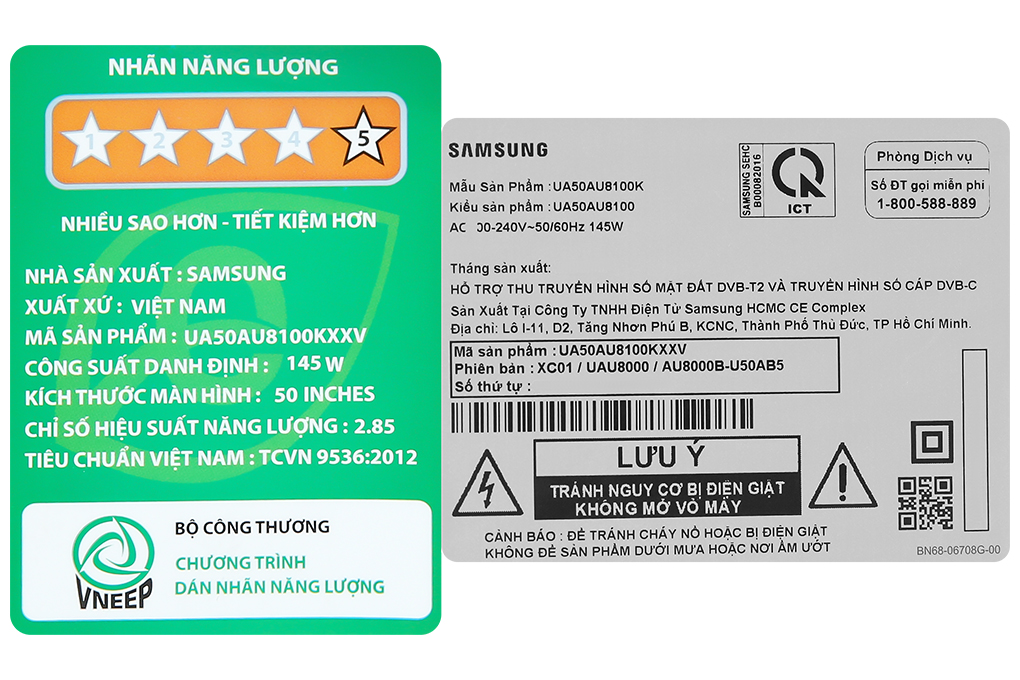 NHÃN NĂNG LƯỢNG
1 2 3 4 5
NHIỀU SAO HƠN - TIẾT KIỆM HƠN
NHÀ SẢN XUẤT : SAMSUNG
XUẤT XỨ : VIỆT NAM
MÃ SẢN PHẨM : UA50AU8100KXXV
CÔNG SUẤT DANH ĐỊNH : 145 W
KÍCH THƯỚC MÀN HÌNH : 50 INCHES
CHỈ SỐ HIỆU SUẤT NĂNG LƯỢNG : 2.85
TIÊU CHUẨN VIỆT NAM : TCVN 9536:2012
VNEEP
BỘ CÔNG THƯƠNG
CHƯƠNG TRÌNH
DÁN NHÃN NĂNG LƯỢNG
SAMSUNG
Mẫu Sản Phẩm : UA50AU8100K
Kiểu sản phẩm : UA50AU8100
AC 00-240V~50/60Hz 145W
SAMSUNG SEHC
B00082016
ICT
Phòng Dịch vụ
Số ĐT gọi miễn phí
1-800-588-889
Tháng sản xuất:
HỖ TRỢ THU TRUYỀN HÌNH SỐ MẶT ĐẤT DVB-T2 VÀ TRUYỀN HÌNH SỐ CÁP DVB-C
Sản Xuất Tại Công Ty TNHH Điện Tử Samsung HCMC CE Complex
Địa chỉ: Lô I-11, D2, Tăng Nhơn Phú B, KCNC, Thành Phố Thủ Đức, TP Hồ Chí Minh.
Mã sản phẩm : UA50AU8100KXXV
Phiên bản : XC01 / UAU8000 / AU8000B-U50AB5
Số thứ tự :
LƯU Ý
TRÁNH NGUY CƠ BỊ ĐIỆN GIẬT
KHÔNG MỞ VỎ MÁY
CẢNH BÁO : ĐỂ TRÁNH CHÁY NỔ HOẶC BỊ ĐIỆN GIẬT
KHÔNG ĐỂ SẢN PHẨM DƯỚI MƯA HOẶC NƠI ẨM ƯỚT
BN68-06708G-00